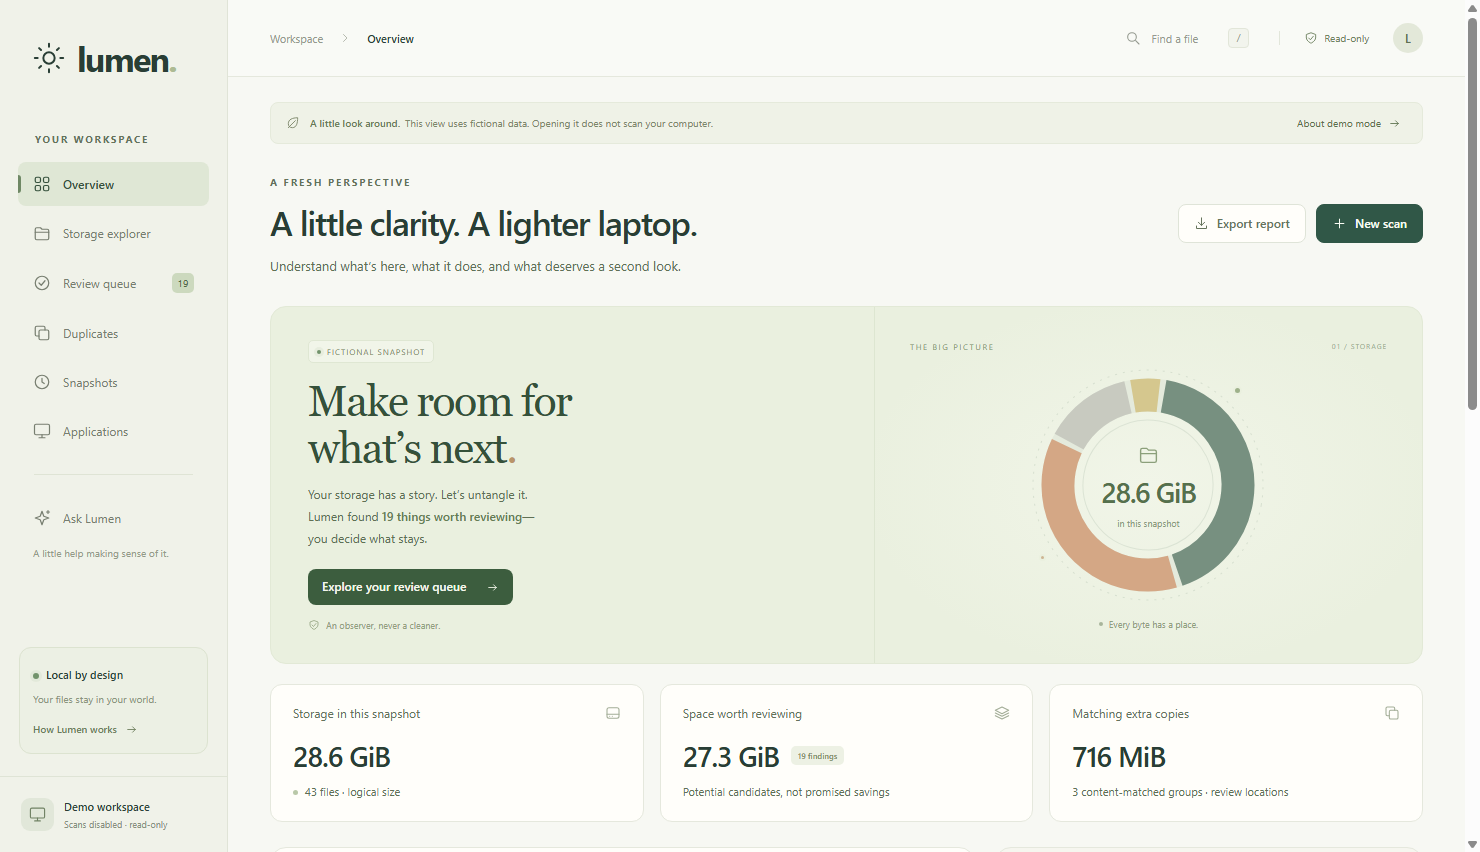 lumen.
YOUR WORKSPACE
Overview
Storage explorer
Review queue
19
Duplicates
Snapshots
Applications
Ask Lumen
A little help making sense of it.
Local by design
Your files stay in your world.
How Lumen works
Demo workspace
Scans disabled · read-only
Workspace
Overview
Find a file
/
Read-only
L
A little look around. This view uses fictional data. Opening it does not scan your computer.
About demo mode
A FRESH PERSPECTIVE
A little clarity. A lighter laptop.
Understand what's here, what it does, and what deserves a second look.
Export report
New scan
FICTIONAL SNAPSHOT
Make room for
what’s next.
Your storage has a story. Let’s untangle it.
Lumen found 19 things worth reviewing—
you decide what stays.
Explore your review queue
An observer, never a cleaner.
THE BIG PICTURE
01 / STORAGE
28.6 GiB
in this snapshot
Every byte has a place.
Storage in this snapshot
28.6 GiB
43 files · logical size
Space worth reviewing
27.3 GiB
19 findings
Potential candidates, not promised savings
Matching extra copies
716 MiB
3 content-matched groups · review locations